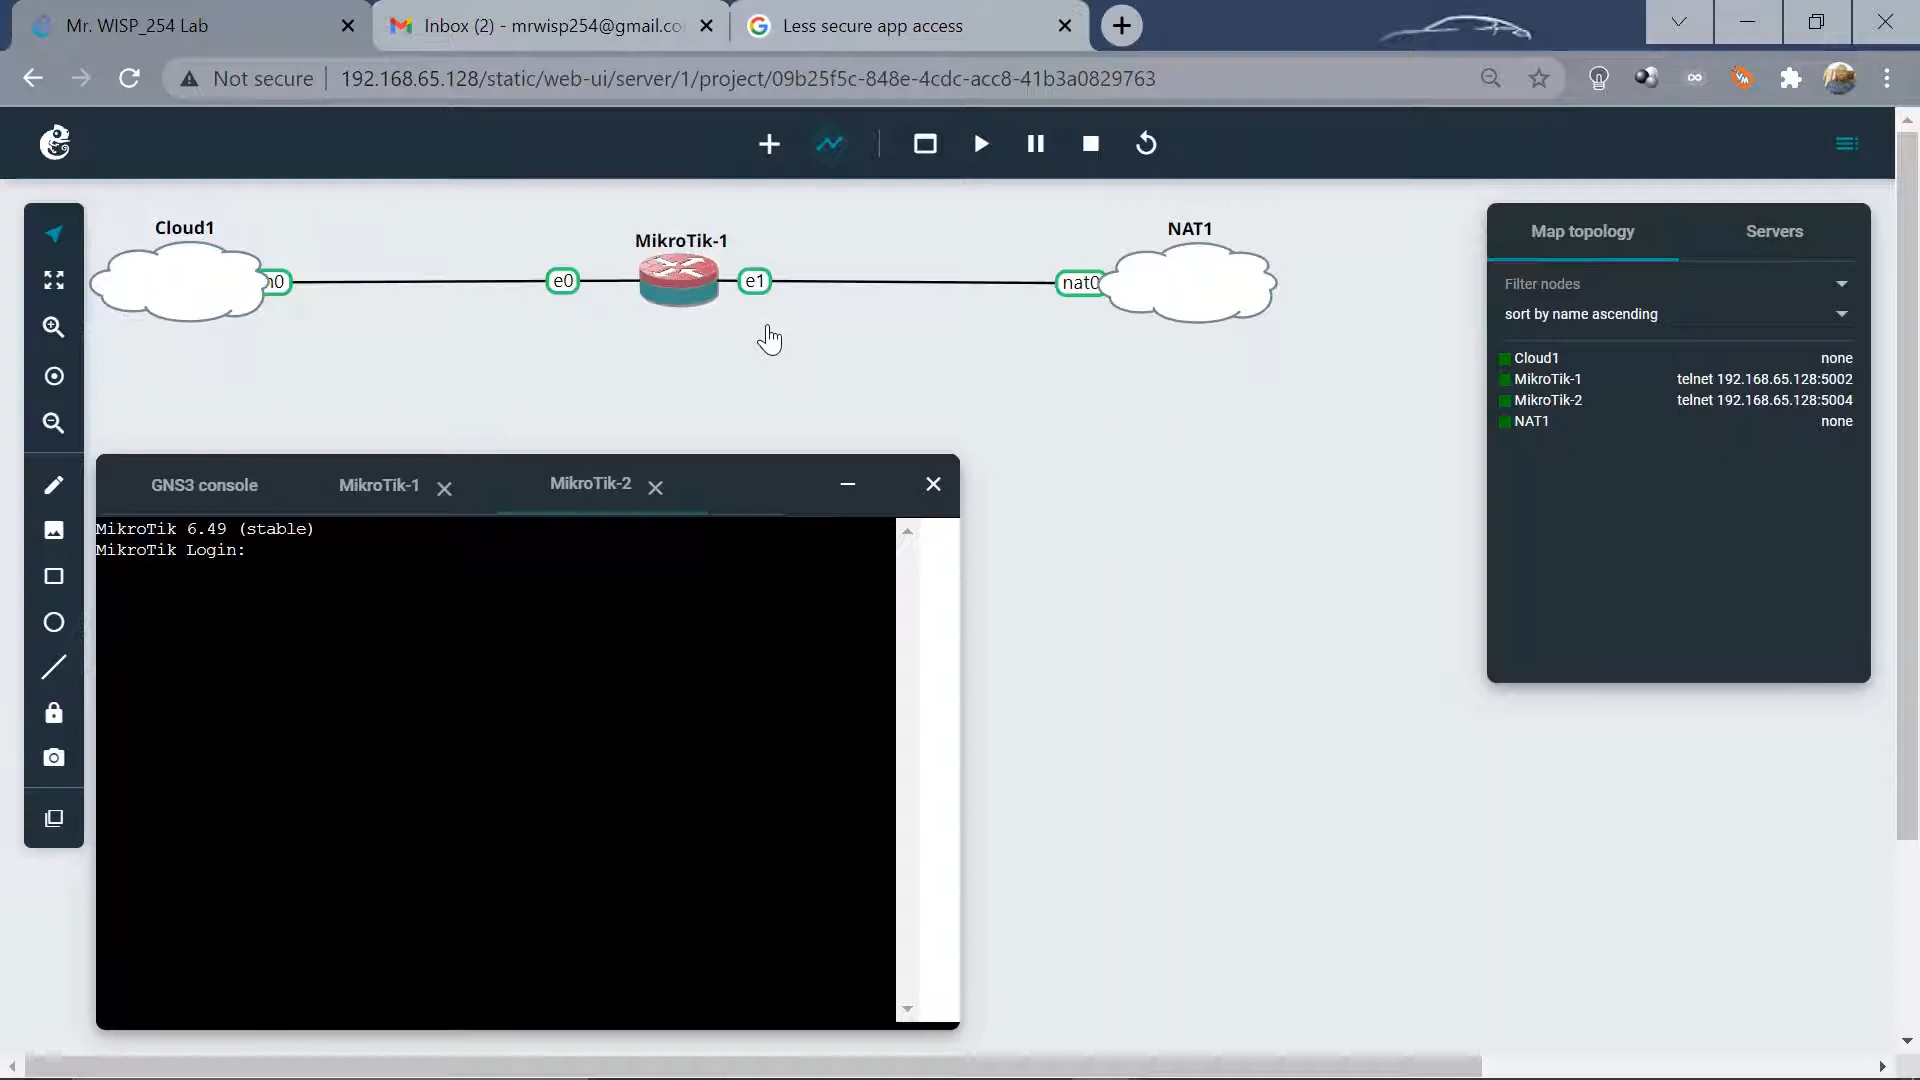 Mr. WISP_254 Lab
Inbox (2) - mrwisp254@gmail.co
Less secure app access
Not secure
192.168.65.128/static/web-ui/server/1/project/09b25f5c-848e-4cdc-acc8-41b3a0829763
Cloud1
MikroTik-1
NAT1
e0
e1
nat0
Map topology
Servers
Filter nodes
sort by name ascending
Cloud1 none
MikroTik-1 telnet 192.168.65.128:5002
MikroTik-2 telnet 192.168.65.128:5004
NAT1 none
GNS3 console
MikroTik-1
MikroTik-2
MikroTik 6.49 (stable)
MikroTik Login: